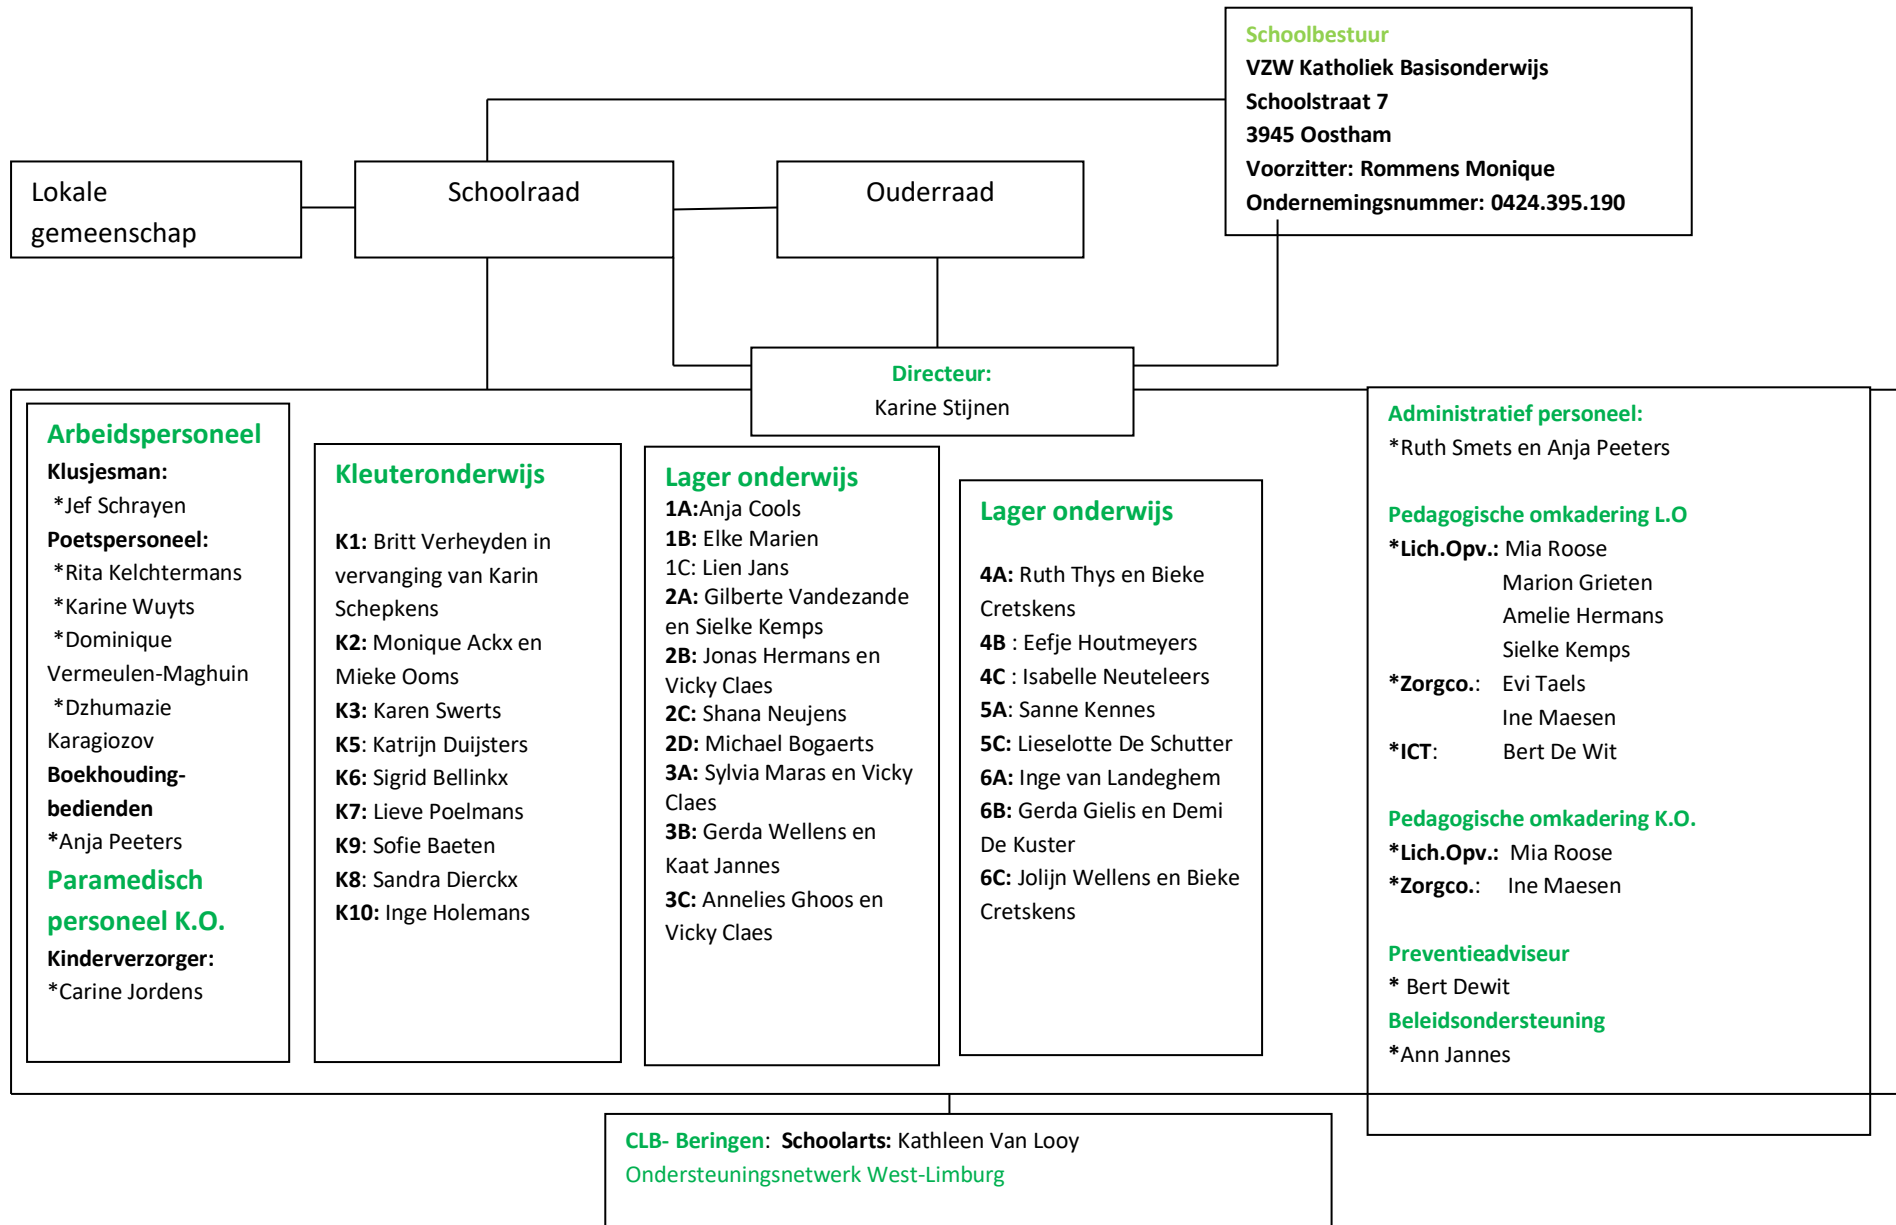 Schoolbestuur
VZW Katholiek Basisonderwijs
Schoolstraat 7
3945 Oostham
Voorzitter: Rommens Monique
Ondernemingsnummer: 0424.395.190
Lokale
gemeenschap
Schoolraad
Ouderraad
Directeur:
Karine Stijnen
Arbeidspersoneel
Klusjesman:
*Jef Schrayen
Poetspersoneel:
*Rita Kelchtermans
*Karine Wuyts
*Dominique
Vermeulen-Maghuin
*Dzhumazie
Karagiozov
Boekhouding-
bedienden
*Anja Peeters
Paramedisch
personeel K.O.
Kinderverzorger:
*Carine Jordens
Kleuteronderwijs
K1: Britt Verheyden in
vervanging van Karin
Schepkens
K2: Monique Ackx en
Mieke Ooms
K3: Karen Swerts
K5: Katrijn Duijsters
K6: Sigrid Bellinkx
K7: Lieve Poelmans
K9: Sofie Baeten
K8: Sandra Dierckx
K10: Inge Holemans
Lager onderwijs
1A:Anja Cools
1B: Elke Marien
1C: Lien Jans
2A: Gilberte Vandezande
en Sielke Kemps
2B: Jonas Hermans en
Vicky Claes
2C: Shana Neujens
2D: Michael Bogaerts
3A: Sylvia Maras en Vicky
Claes
3B: Gerda Wellens en
Kaat Jannes
3C: Annelies Ghoos en
Vicky Claes
Lager onderwijs
4A: Ruth Thys en Bieke
Cretskens
4B : Eefje Houtmeyers
4C : Isabelle Neuteleers
5A: Sanne Kennes
5C: Lieselotte De Schutter
6A: Inge van Landeghem
6B: Gerda Gielis en Demi
De Kuster
6C: Jolijn Wellens en Bieke
Cretskens
Administratief personeel:
*Ruth Smets en Anja Peeters
Pedagogische omkadering L.O
*Lich.Opv.: Mia Roose
Marion Grieten
Amelie Hermans
Sielke Kemps
*Zorgco.: Evi Taels
Ine Maesen
*ICT: Bert De Wit
Pedagogische omkadering K.O.
*Lich.Opv.: Mia Roose
*Zorgco.: Ine Maesen
Preventieadviseur
* Bert Dewit
Beleidsondersteuning
*Ann Jannes
CLB- Beringen: Schoolarts: Kathleen Van Looy
Ondersteuningsnetwerk West-Limburg